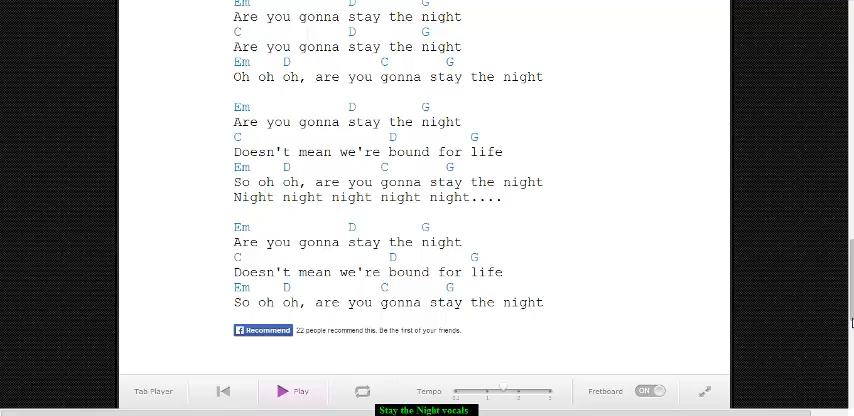 Em D G
Are you gonna stay the night
C D G
Are you gonna stay the night
Em D C G
Oh oh oh, are you gonna stay the night
Em D G
Are you gonna stay the night
C D G
Doesn't mean we're bound for life
Em D C G
So oh oh, are you gonna stay the night
Night night night night night....
Em D G
Are you gonna stay the night
C D G
Doesn't mean we're bound for life
Em D C G
So oh oh, are you gonna stay the night
Recommend 22 people recommend this. Be the first of your friends.
Tab Player Play Tempo Fretboard ON
1 2 3
Stay the Night vocals